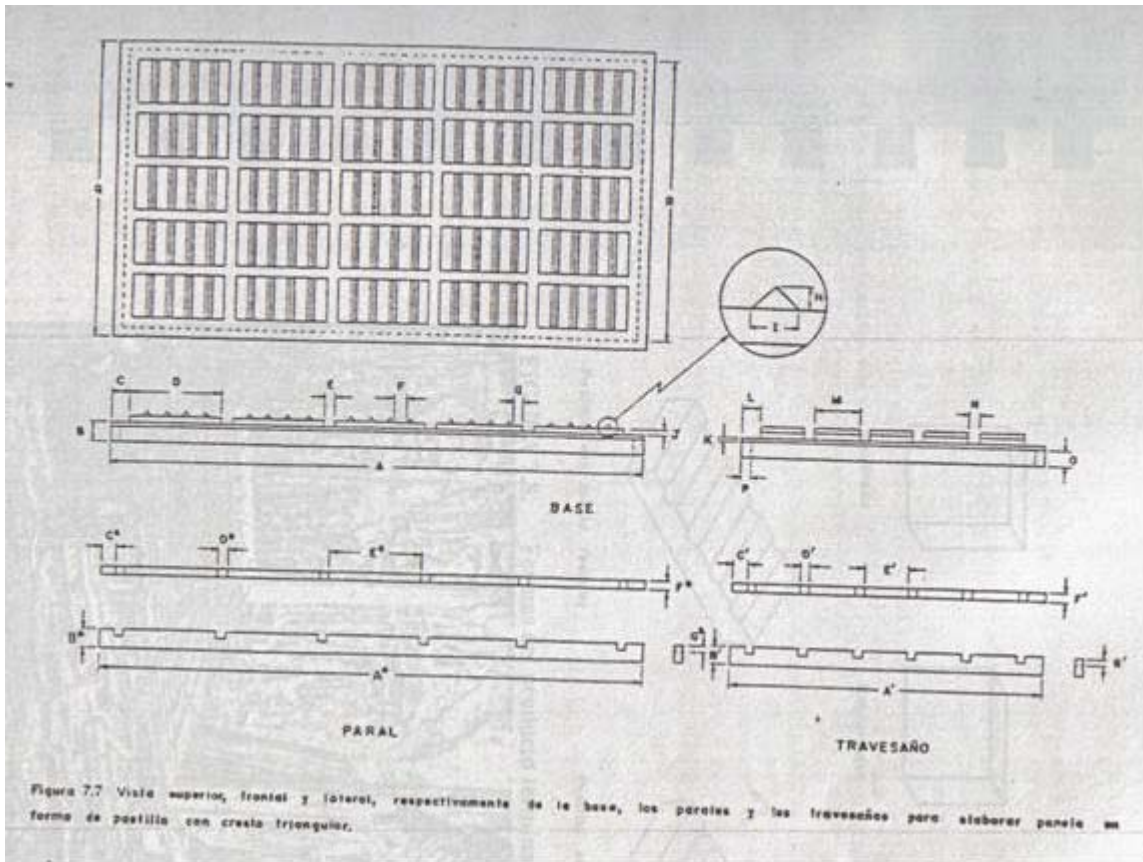 Q
R
H
I
C
D
E
F
G
B
J
A
BASE
L
M
N
K
O
P
C"
D"
E"
F"
B"
A"
PARAL
C'
D'
E'
F'
A'
TRAVESAÑO
Figura 7.7 Vista superior, frontal y lateral, respectivamente de la base, los parales y los travesaños para elaborar panela en
forma de pastilla con cresta triangular.